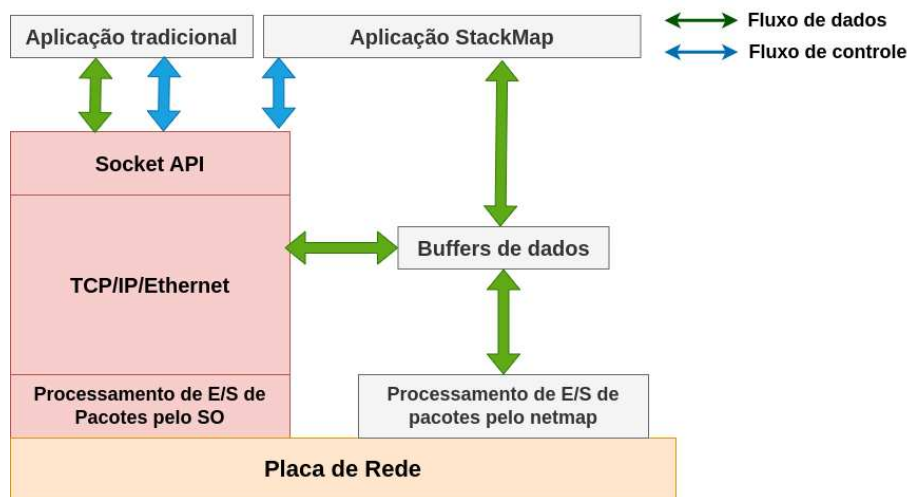 Aplicação tradicional
Aplicação StackMap
Fluxo de dados
Fluxo de controle
Socket API
TCP/IP/Ethernet
Buffers de dados
Processamento de E/S de
Pacotes pelo SO
Processamento de E/S de
pacotes pelo netmap
Placa de Rede